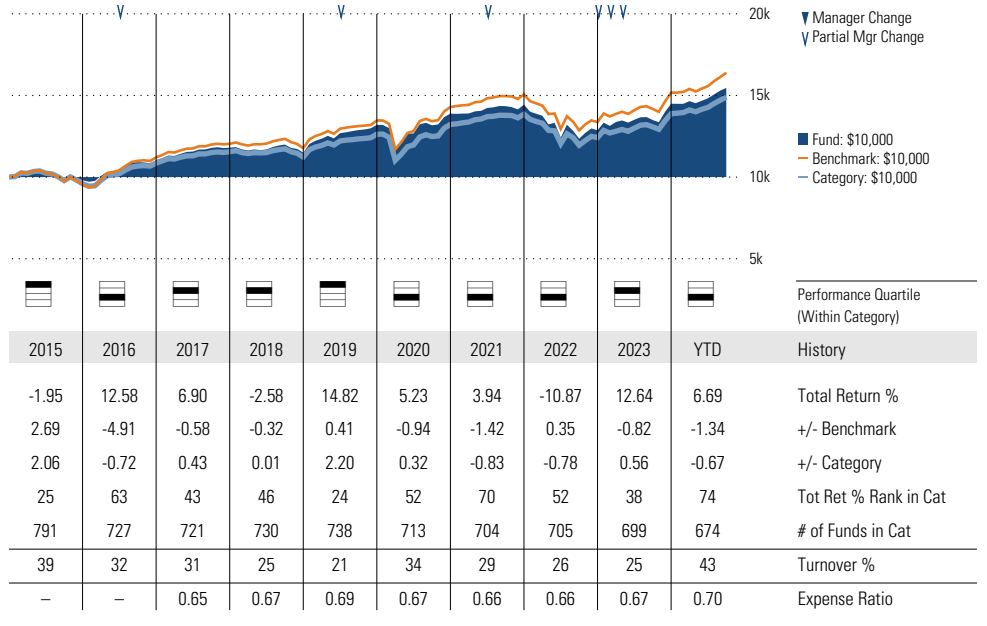 20k
Manager Change
Partial Mgr Change
15k
Fund: $10,000
Benchmark: $10,000
Category: $10,000
10k
5k
Performance Quartile
(Within Category)
2015 2016 2017 2018 2019 2020 2021 2022 2023 YTD History
-1.95 12.58 6.90 -2.58 14.82 5.23 3.94 -10.87 12.64 6.69 Total Return %
2.69 -4.91 -0.58 -0.32 0.41 -0.94 -1.42 0.35 -0.82 -1.34 +/- Benchmark
2.06 -0.72 0.43 0.01 2.20 0.32 -0.83 -0.78 0.56 -0.67 +/- Category
25 63 43 46 24 52 70 52 38 74 Tot Ret % Rank in Cat
791 727 721 730 738 713 704 705 699 674 # of Funds in Cat
39 32 31 25 21 34 29 26 25 43 Turnover %
– – 0.65 0.67 0.69 0.67 0.66 0.66 0.67 0.70 Expense Ratio